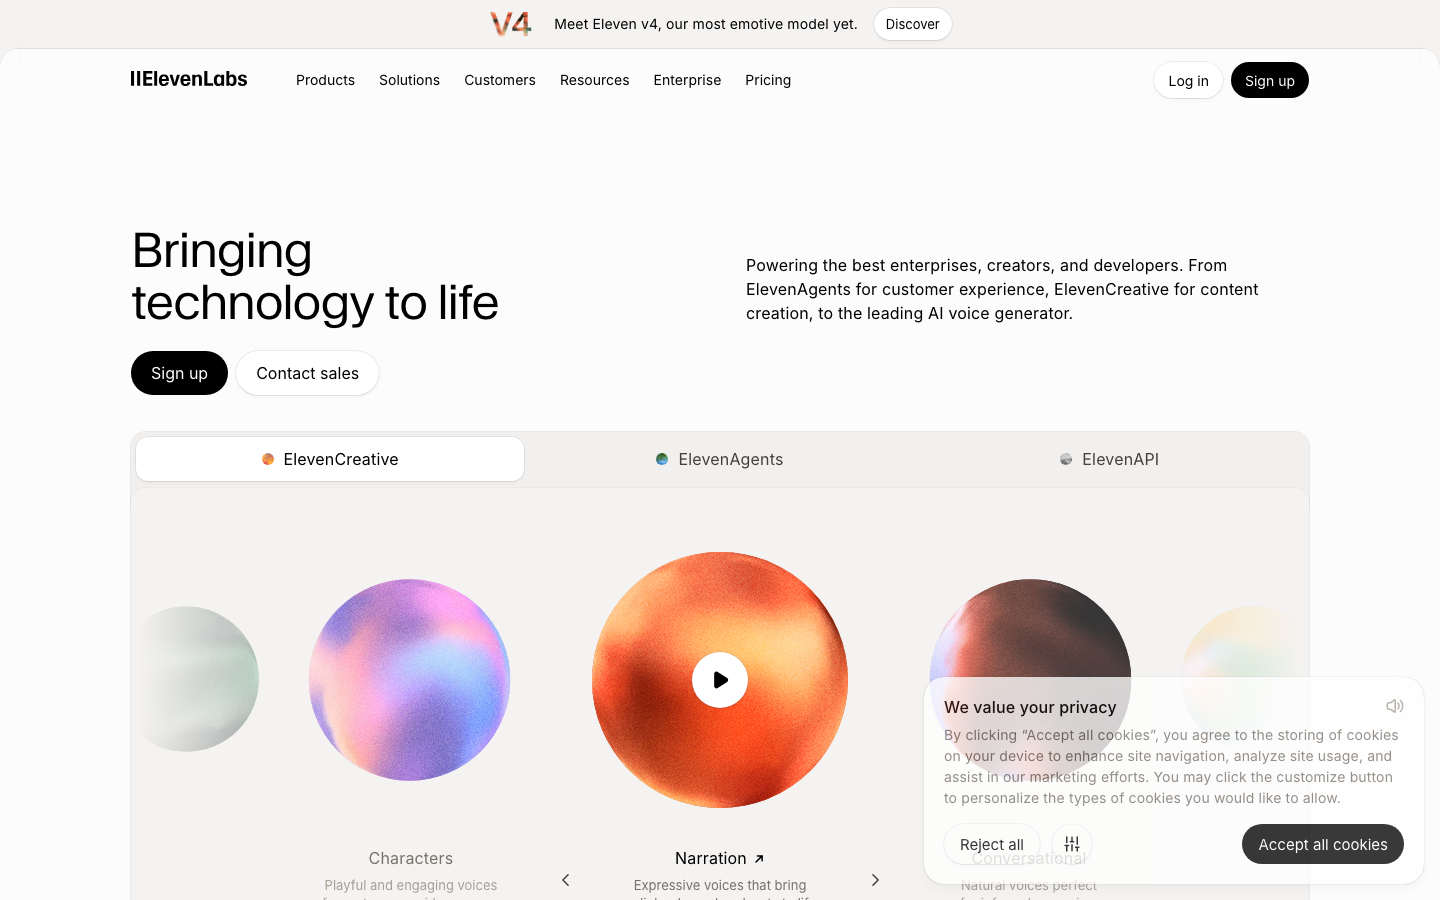 V4 Meet Eleven v4, our most emotive model yet. Discover
IIElevenLabs Products Solutions Customers Resources Enterprise Pricing Log in Sign up
Bringing
technology to life
Powering the best enterprises, creators, and developers. From
ElevenAgents for customer experience, ElevenCreative for content
creation, to the leading AI voice generator.
Sign up Contact sales
ElevenCreative ElevenAgents ElevenAPI
We value your privacy
By clicking “Accept all cookies”, you agree to the storing of cookies
on your device to enhance site navigation, analyze site usage, and
assist in our marketing efforts. You may click the customize button
to personalize the types of cookies you would like to allow.
Reject all Accept all cookies
Characters
Playful and engaging voices
Narration
Expressive voices that bring
Conversational
Natural voices perfect